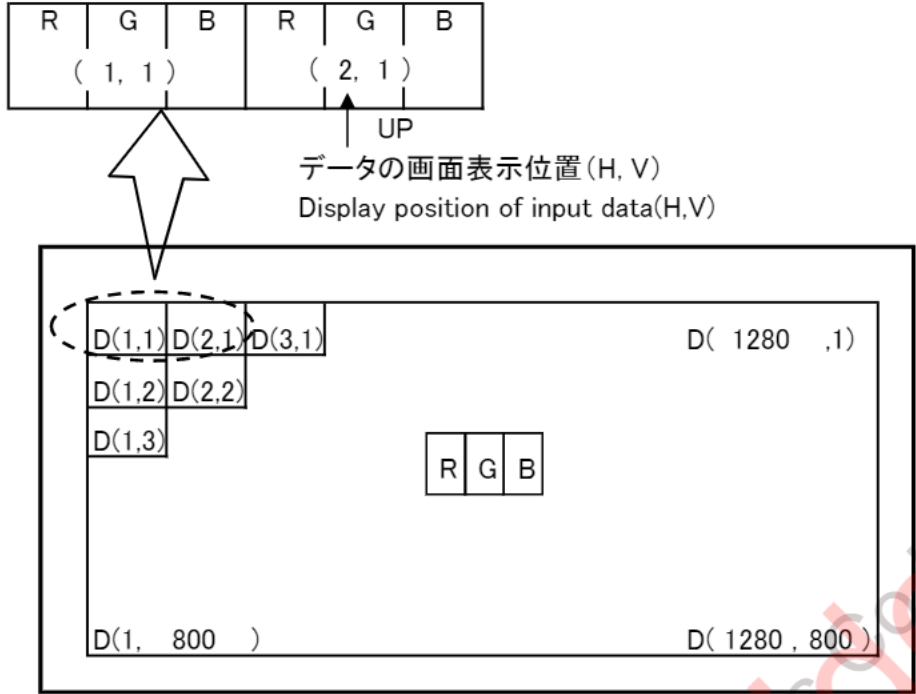 R G B R G B
( 1, 1 ) ( 2, 1 )
UP
データの画面表示位置(H, V)
Display position of input data(H,V)
D(1,1) D(2,1) D(3,1) D( 1280 ,1)
D(1,2) D(2,2)
D(1,3)
R G B
D(1, 800 ) D( 1280 , 800 )